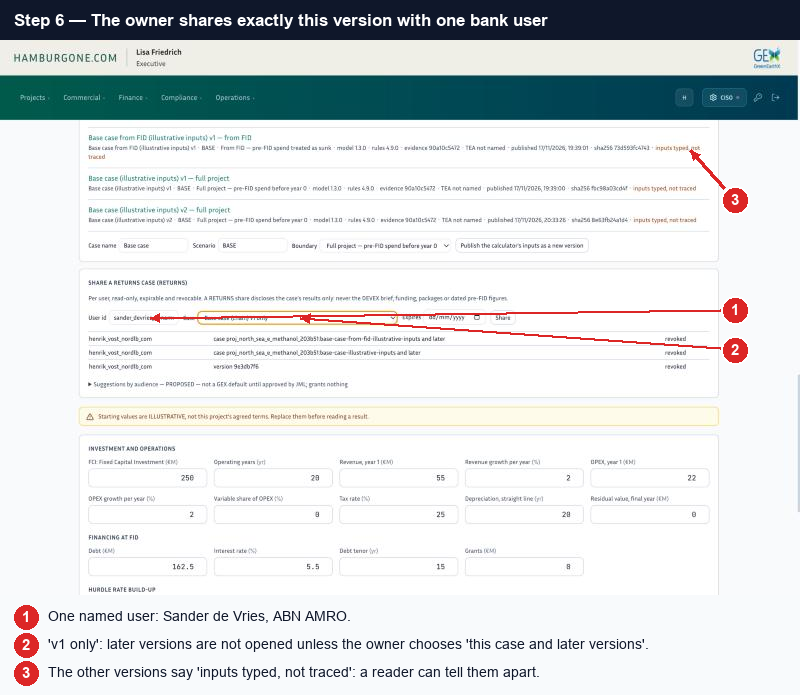 Step 6 — The owner shares exactly this version with one bank user
HAMBURGONE.COM
Lisa Friedrich
Executive
GEX
GreenEarthX
Projects Commercial Finance Compliance Operations
H
CISO
Base case from FID (illustrative inputs) v1 — from FID
Base case from FID (illustrative inputs) v1 · BASE · From FID — pre-FID spend treated as sunk · model 1.3.0 · rules 4.9.0 · evidence 90a10c5472 · TEA not named · published 17/11/2026, 19:39:01 · sha256 73d593fc4743 · inputs typed, not
traced
Base case (illustrative inputs) v1 — full project
Base case (illustrative inputs) v1 · BASE · Full project — pre-FID spend before year 0 · model 1.3.0 · rules 4.9.0 · evidence 90a10c5472 · TEA not named · published 17/11/2026, 19:39:00 · sha256 fbc98a03cd4f · inputs typed, not traced
Base case (illustrative inputs) v2 — full project
Base case (illustrative inputs) v2 · BASE · Full project — pre-FID spend before year 0 · model 1.3.0 · rules 4.9.0 · evidence 90a10c5472 · TEA not named · published 17/11/2026, 20:33:26 · sha256 8e63fb24a1d4 · inputs typed, not traced
3
Case name Base case Scenario BASE Boundary Full project — pre-FID spend before year 0 Publish the calculator's inputs as a new version
SHARE A RETURNS CASE (RETURNS)
Per user, read-only, expirable and revocable. A RETURNS share discloses the case's results only: never the DEVEX brief, funding, packages or dated pre-FID figures.
1
User id Expires dd/mm/yyyy Share
henrik_vost_nordlb_com case proj_north_sea_e_methanol_203b51:base-case-from-fid-illustrative-inputs and later revoked
2
henrik_vost_nordlb_com case proj_north_sea_e_methanol_203b51:base-case-illustrative-inputs and later revoked
henrik_vost_nordlb_com version 9e3db7f6 revoked
Suggestions by audience — PROPOSED — not a GEX default until approved by JML; grants nothing
Starting values are ILLUSTRATIVE, not this project's agreed terms. Replace them before reading a result.
INVESTMENT AND OPERATIONS
FCI: Fixed Capital Investment (€M) Operating years (yr) Revenue, year 1 (€M) Revenue growth per year (%) OPEX, year 1 (€M)
250 20 55 2 22
OPEX growth per year (%) Variable share of OPEX (%) Tax rate (%) Depreciation, straight line (yr) Residual value, final year (€M)
2 0 25 20 0
FINANCING AT FID
Debt (€M) Interest rate (%) Debt tenor (yr) Grants (€M)
162.5 5.5 15 0
HURDLE RATE BUILD-UP
1 One named user: Sander de Vries, ABN AMRO.
2 'v1 only': later versions are not opened unless the owner chooses 'this case and later versions'.
3 The other versions say 'inputs typed, not traced': a reader can tell them apart.